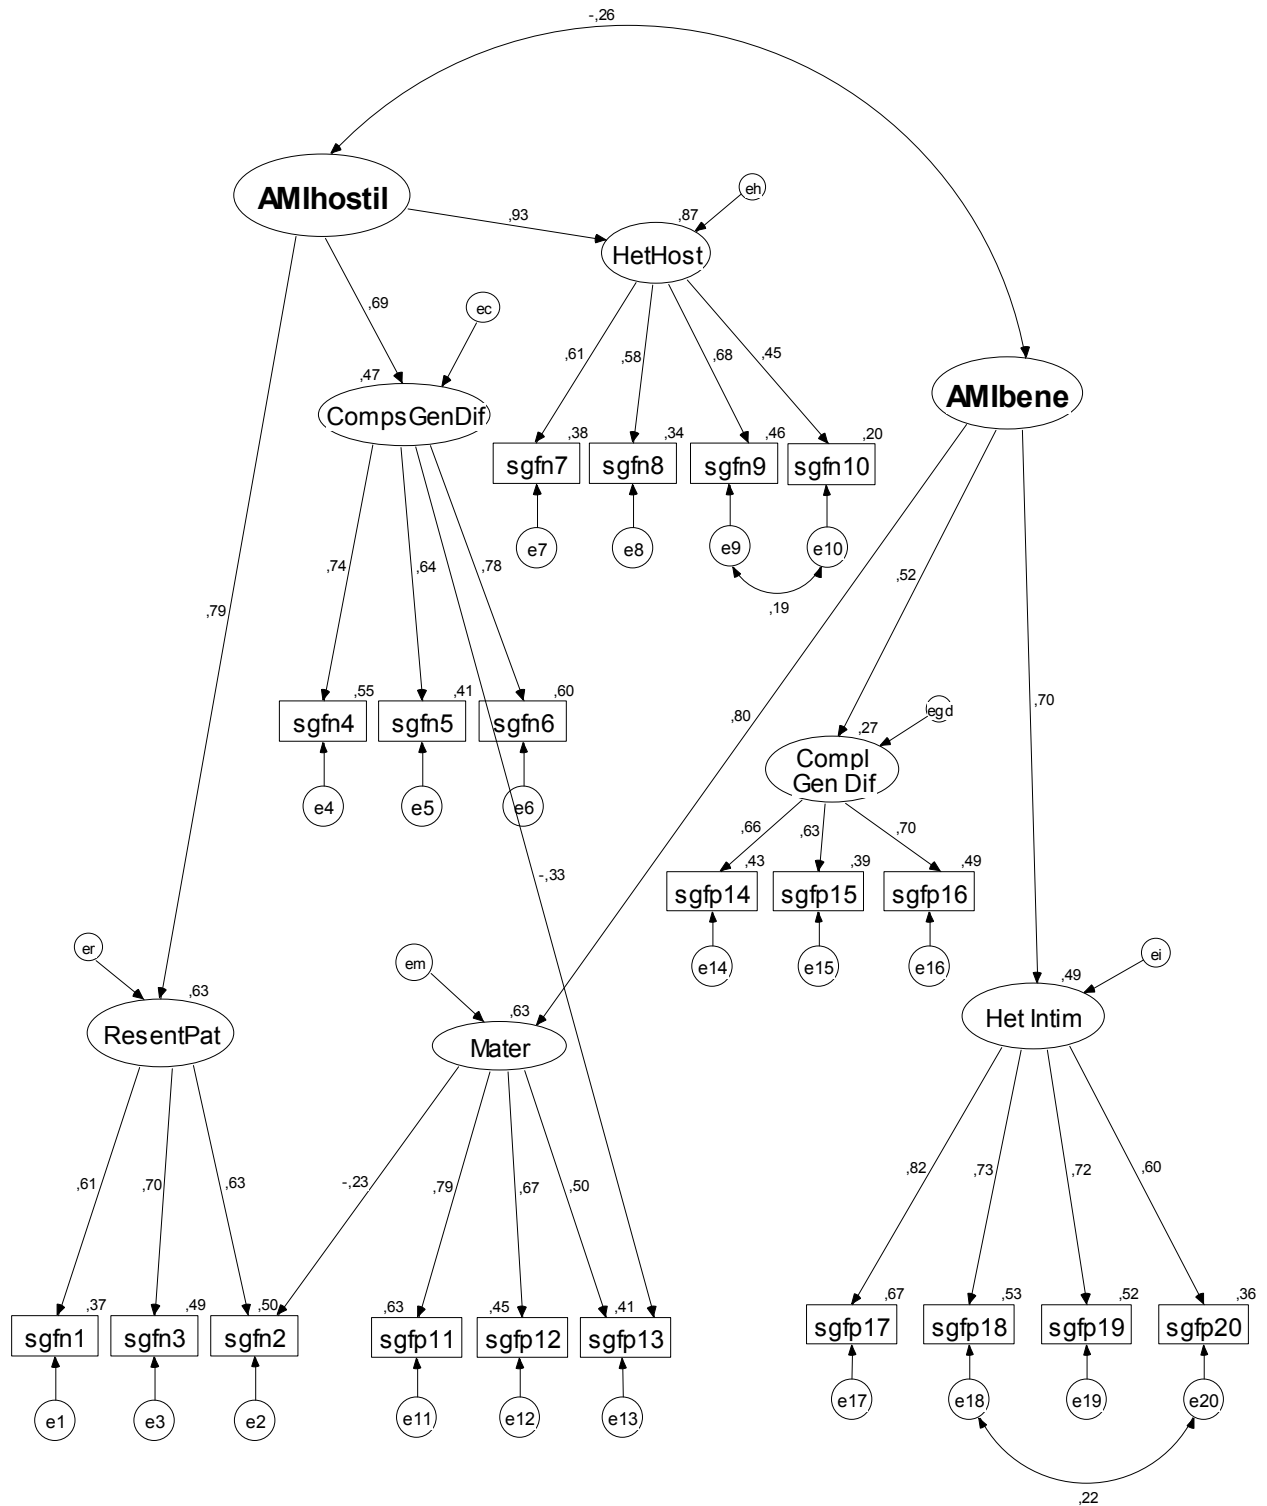 -,26
AMIhostil
eh
,93
,87
HetHost
,69
ec
,47
CompsGenDif
AMIbene
,61
,58
,68
,45
,38
,34
,46
,20
sgfn7
sgfn8
sgfn9
sgfn10
e7
e8
e9
e10
,19
,74
,64
,78
,52
,79
,80
,70
,55
,41
,60
sgfn4
sgfn5
sgfn6
e4
e5
e6
egd
,27
Compl
Gen Dif
,66
,63
,70
,43
,39
,49
sgfp14
sgfp15
sgfp16
e14
e15
e16
-,33
er
,63
ResentPat
em
,63
Mater
ei
,49
Het Intim
,61
,70
,63
-,23
,79
,67
,50
,82
,73
,72
,60
,37
,49
,50
,63
,45
,41
,67
,53
,52
,36
sgfn1
sgfn3
sgfn2
sgfp11
sgfp12
sgfp13
sgfp17
sgfp18
sgfp19
sgfp20
e1
e3
e2
e11
e12
e13
e17
e18
e19
e20
,22